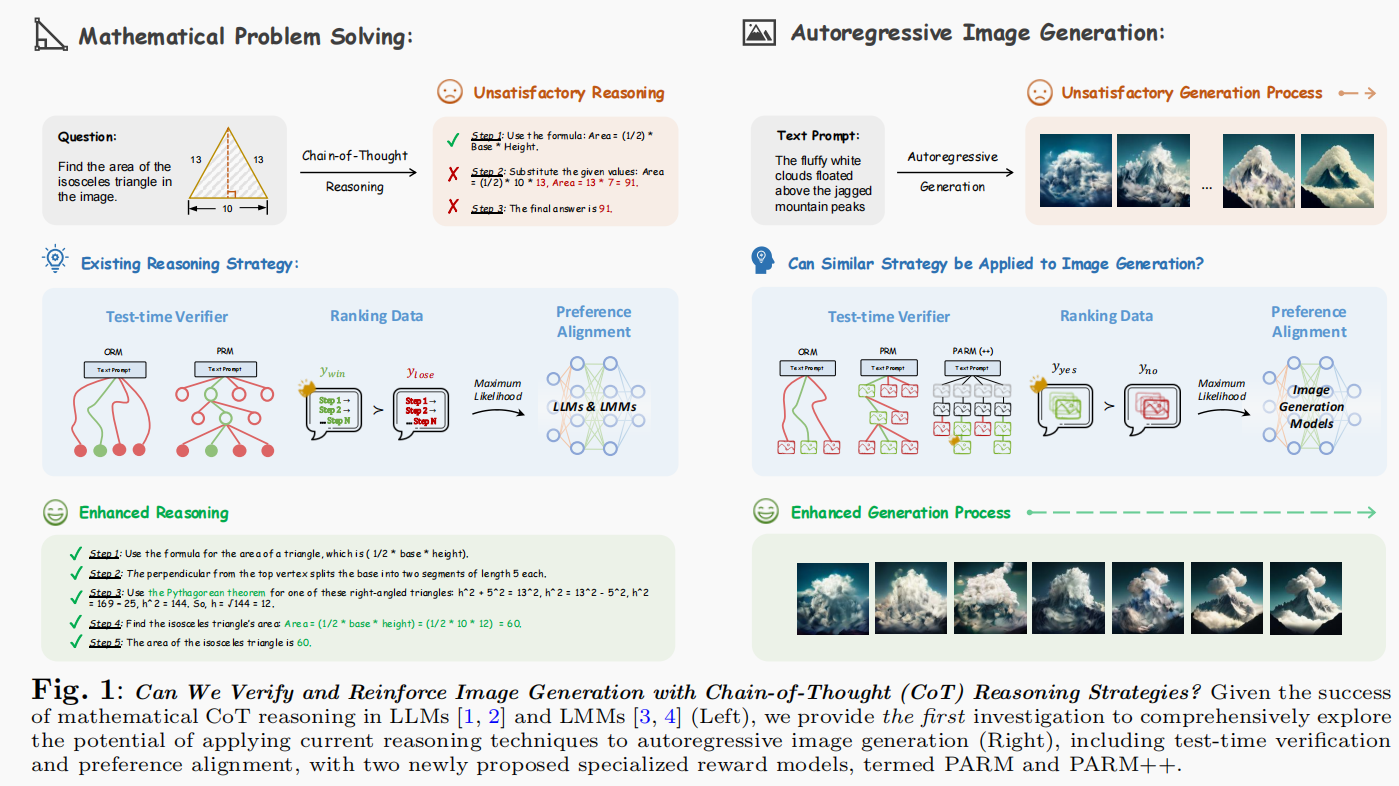 Mathematical Problem Solving:
Unsatisfactory Reasoning
Question:
Find the area of the
isosceles triangle in
the image.
13
13
10
Chain-of-Thought
Reasoning
Step 1: Use the formula: Area = (1/2) *
Base * Height.
Step 2: Substitute the given values: Area
= (1/2) * 10 * 13, Area = 13 * 7 = 91.
Step 3: The final answer is 91.
Existing Reasoning Strategy:
Test-time Verifier
ORM
Text Prompt
PRM
Text Prompt
Ranking Data
ywin
Step 1 →
Step 2 →
... Step N
≻
ylose
Step 1 →
Step 2 →
... Step N
Maximum
Likelihood
Preference
Alignment
LLMs & LMMs
Enhanced Reasoning
Step 1: Use the formula for the area of a triangle, which is ( 1/2 * base * height).
Step 2: The perpendicular from the top vertex splits the base into two segments of length 5 each.
Step 3: Use the Pythagorean theorem for one of these right-angled triangles: h^2 + 5^2 = 13^2, h^2 = 13^2 - 5^2, h^2
= 169 – 25, h^2 = 144. So, h = √144 = 12.
Step 4: Find the isosceles triangle's area: Area = (1/2 * base * height) = (1/2 * 10 * 12) = 60.
Step 5: The area of the isosceles triangle is 60.
Autoregressive Image Generation:
Unsatisfactory Generation Process
Text Prompt:
The fluffy white
clouds floated
above the jagged
mountain peaks
Autoregressive
Generation
...
Can Similar Strategy be Applied to Image Generation?
Test-time Verifier
ORM
Text Prompt
PRM
Text Prompt
PARM (++)
Text Prompt
Ranking Data
yyes
≻
yno
Maximum
Likelihood
Preference
Alignment
Image
Generation
Models
Enhanced Generation Process
Fig. 1: Can We Verify and Reinforce Image Generation with Chain-of-Thought (CoT) Reasoning Strategies? Given the success
of mathematical CoT reasoning in LLMs [1, 2] and LMMs [3, 4] (Left), we provide the first investigation to comprehensively explore
the potential of applying current reasoning techniques to autoregressive image generation (Right), including test-time verification
and preference alignment, with two newly proposed specialized reward models, termed PARM and PARM++.